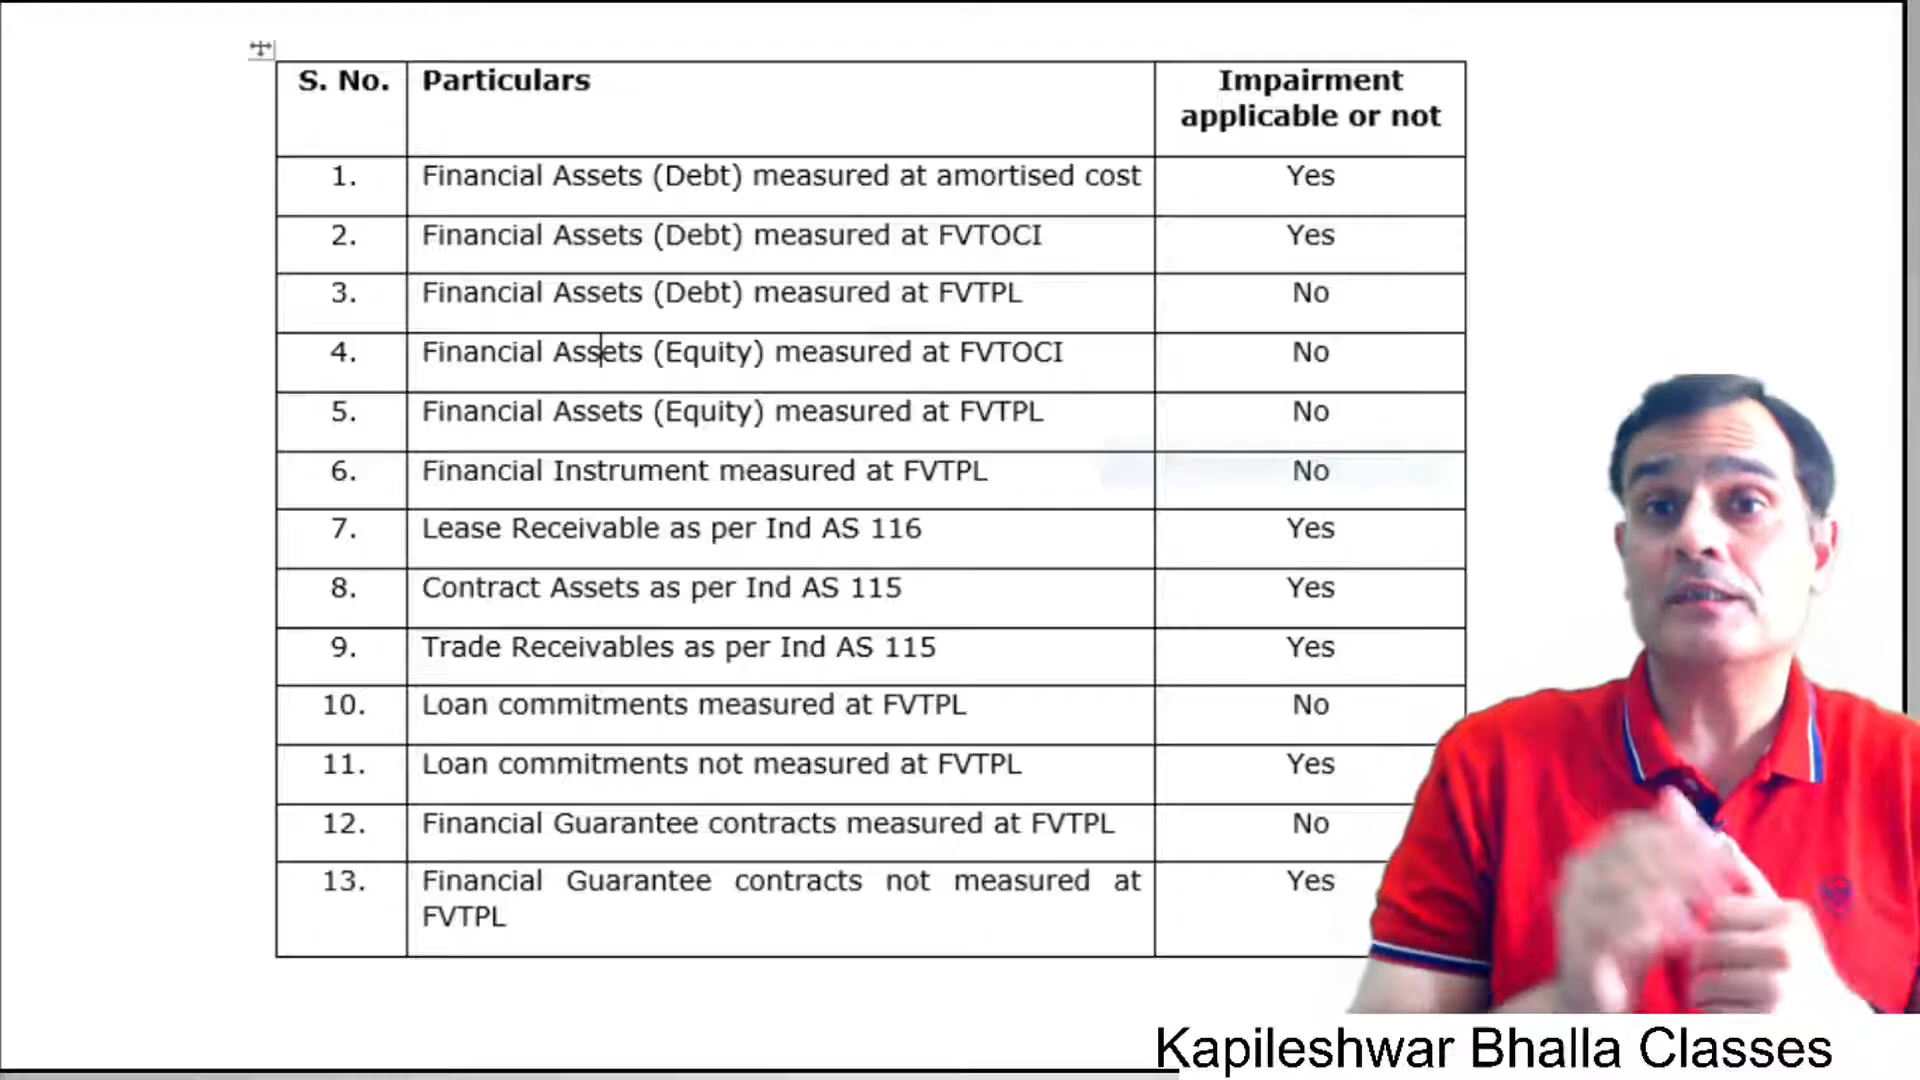 S. No. Particulars Impairment
applicable or not
1. Financial Assets (Debt) measured at amortised cost Yes
2. Financial Assets (Debt) measured at FVTOCI Yes
3. Financial Assets (Debt) measured at FVTPL No
4. Financial Assets (Equity) measured at FVTOCI No
5. Financial Assets (Equity) measured at FVTPL No
6. Financial Instrument measured at FVTPL No
7. Lease Receivable as per Ind AS 116 Yes
8. Contract Assets as per Ind AS 115 Yes
9. Trade Receivables as per Ind AS 115 Yes
10. Loan commitments measured at FVTPL No
11. Loan commitments not measured at FVTPL Yes
12. Financial Guarantee contracts measured at FVTPL No
13. Financial Guarantee contracts not measured at Yes
FVTPL
Kapileshwar Bhalla Classes